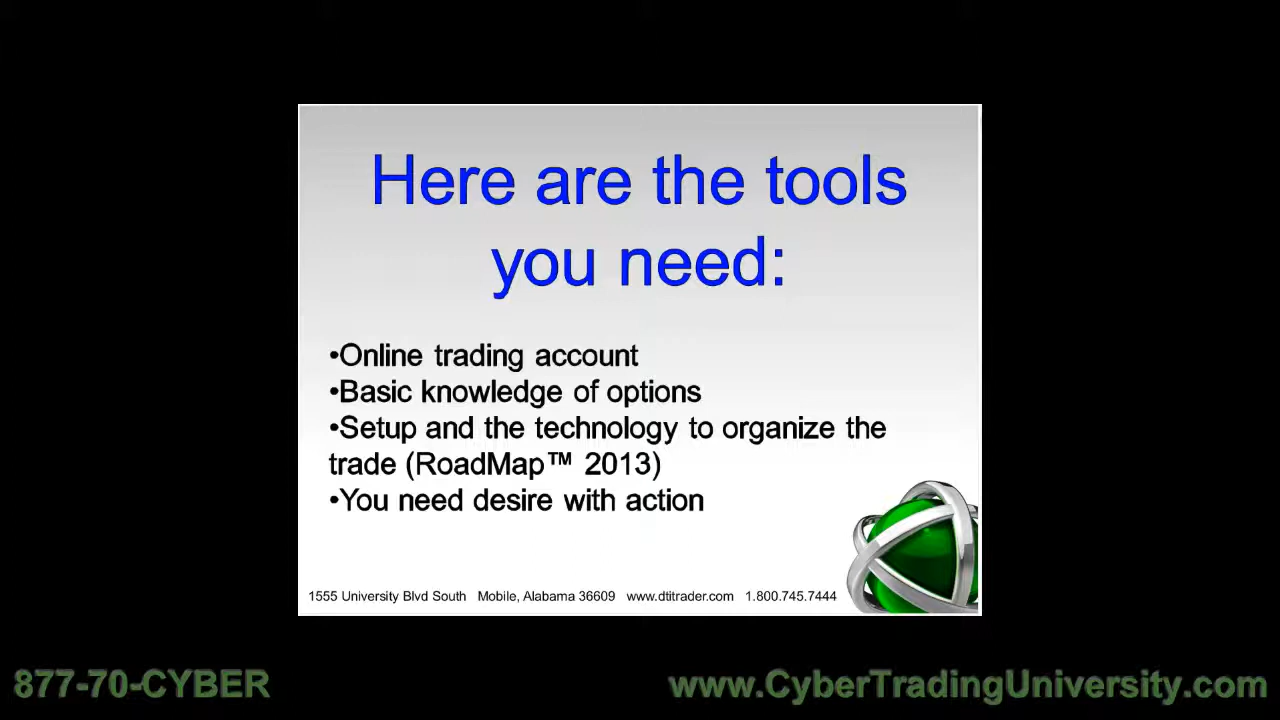 Here are the tools
you need:
•Online trading account
•Basic knowledge of options
•Setup and the technology to organize the
trade (RoadMap™ 2013)
•You need desire with action
1555 University Blvd South Mobile, Alabama 36609 www.dtitrader.com 1.800.745.7444
877-70-CYBER www.CyberTradingUniversity.com